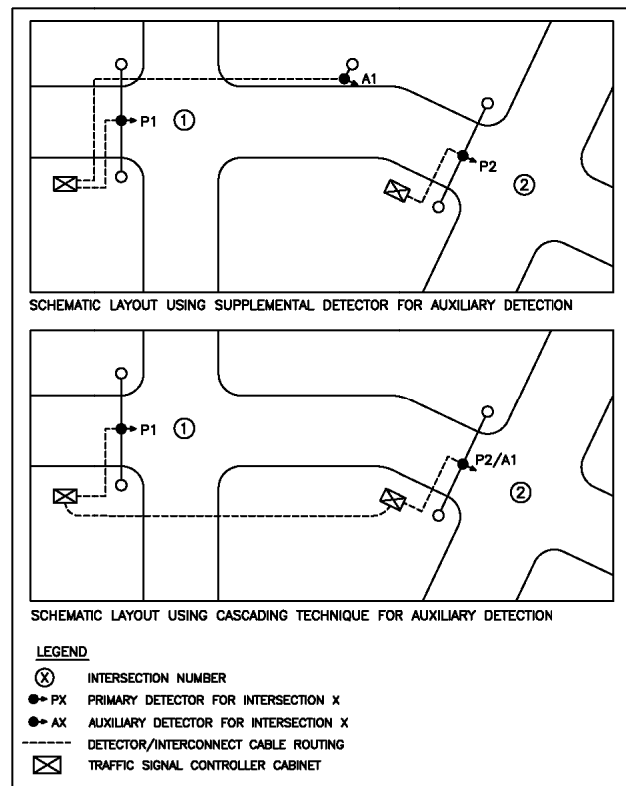 A1
P1
1
P2
2
SCHEMATIC LAYOUT USING SUPPLEMENTAL DETECTOR FOR AUXILIARY DETECTION
P1
1
P2/A1
2
SCHEMATIC LAYOUT USING CASCADING TECHNIQUE FOR AUXILIARY DETECTION
LEGEND
X INTERSECTION NUMBER
PX PRIMARY DETECTOR FOR INTERSECTION X
AX AUXILIARY DETECTOR FOR INTERSECTION X
DETECTOR/INTERCONNECT CABLE ROUTING
TRAFFIC SIGNAL CONTROLLER CABINET